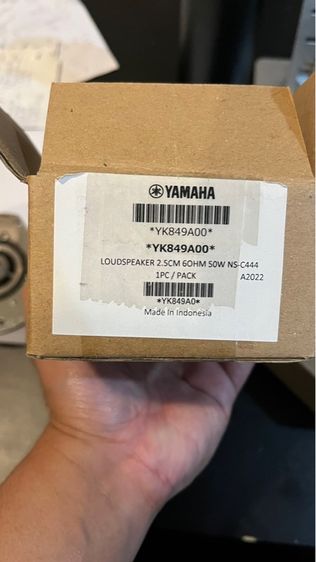 YAMAHA
*YK849A00*
*YK849A00*
LOUDSPEAKER 2.5CM 6OHM 50W NS-C444
1PC / PACK A2022
*YK849A0*
Made In Indonesia